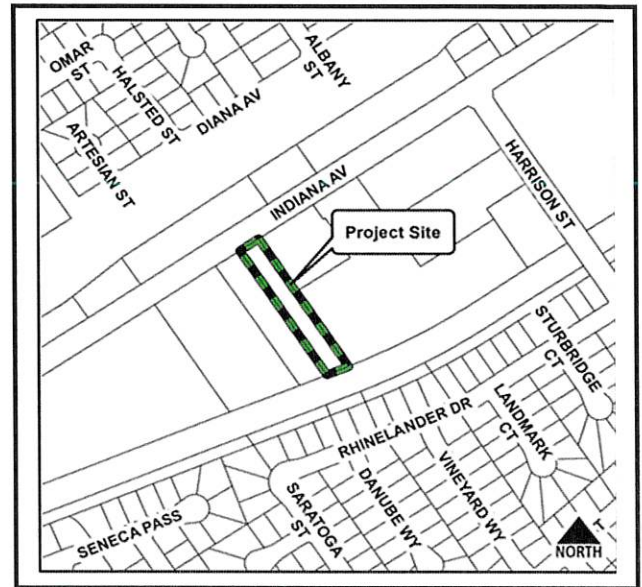 OMAR
ST
HALSTED ST
ALBANY
ST
DIANA AV
ARTESIAN ST
INDIANA AV
HARRISON ST
Project Site
STURBRIDGE
CT
RHINELANDER DR
LANDMARK
CT
SENECA PASS
SARATOGA
ST
DANUBE WY
VINEYARD WY
NORTH